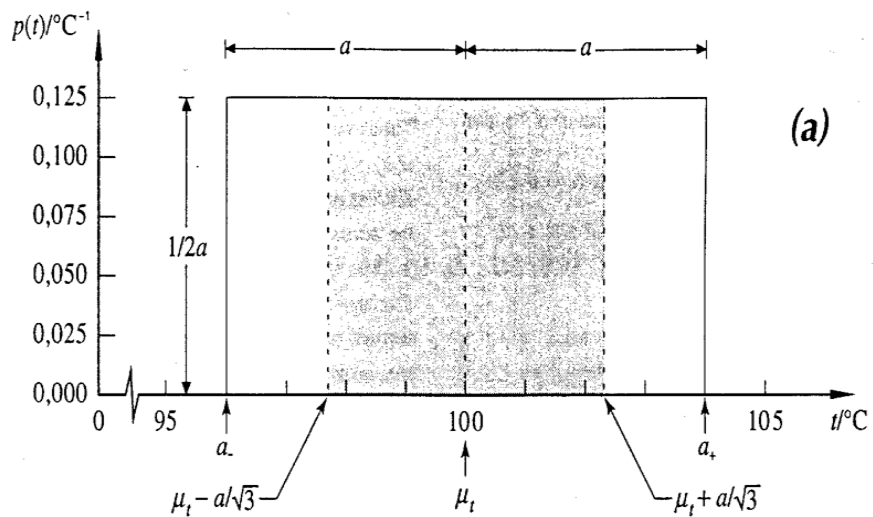 p(t)/°C⁻¹
a a
0,125
(a)
0,100
0,075
1/2a
0,050
0,025
0,000
0 95 100 105 t/°C
a₋ a₊
μₜ − a/√3 μₜ μₜ + a/√3